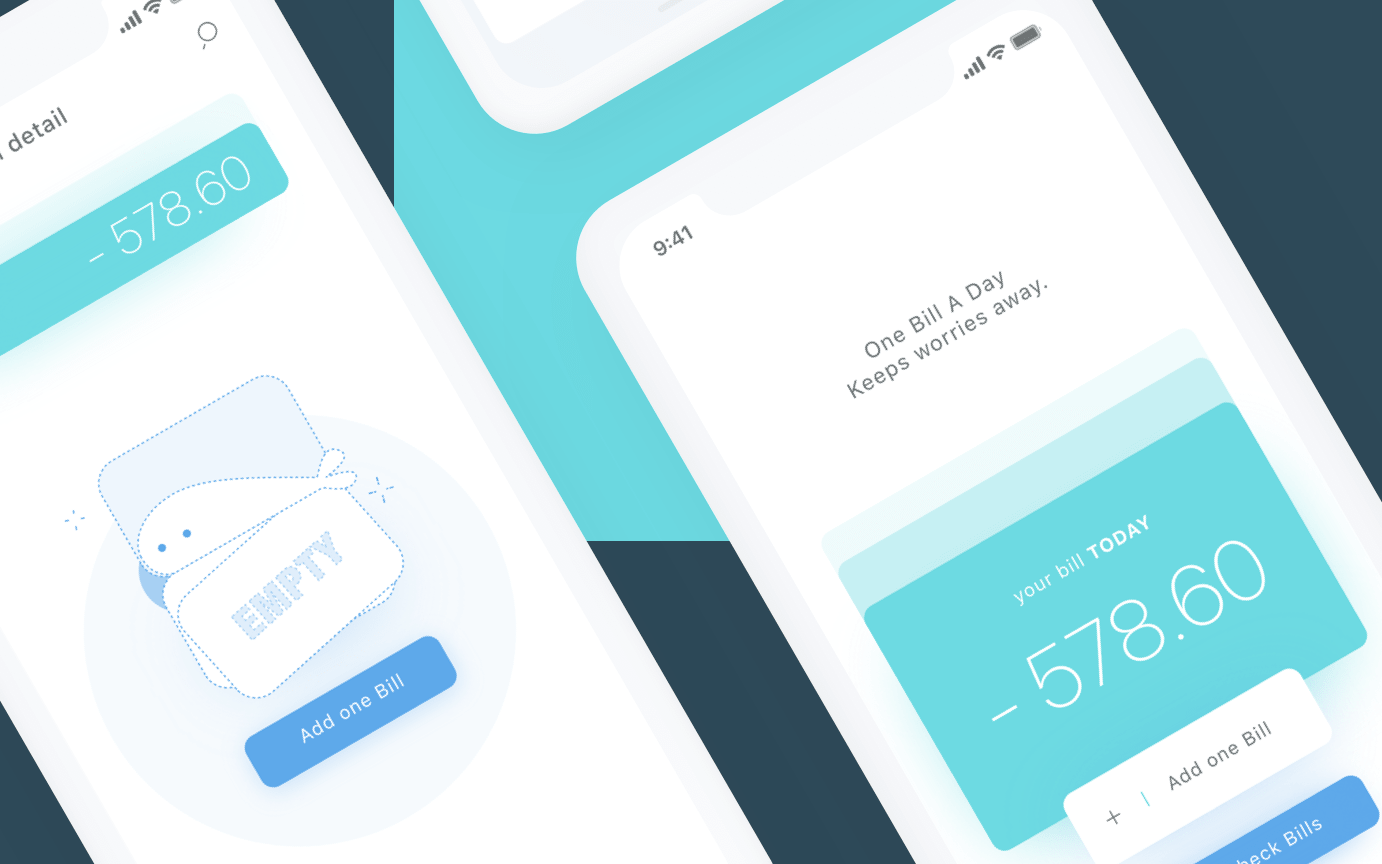 detail
- 578.60
EMPTY
Add one Bill
9:41
One Bill A Day
Keeps worries away.
your bill TODAY
- 578.60
+ | Add one Bill
Bills